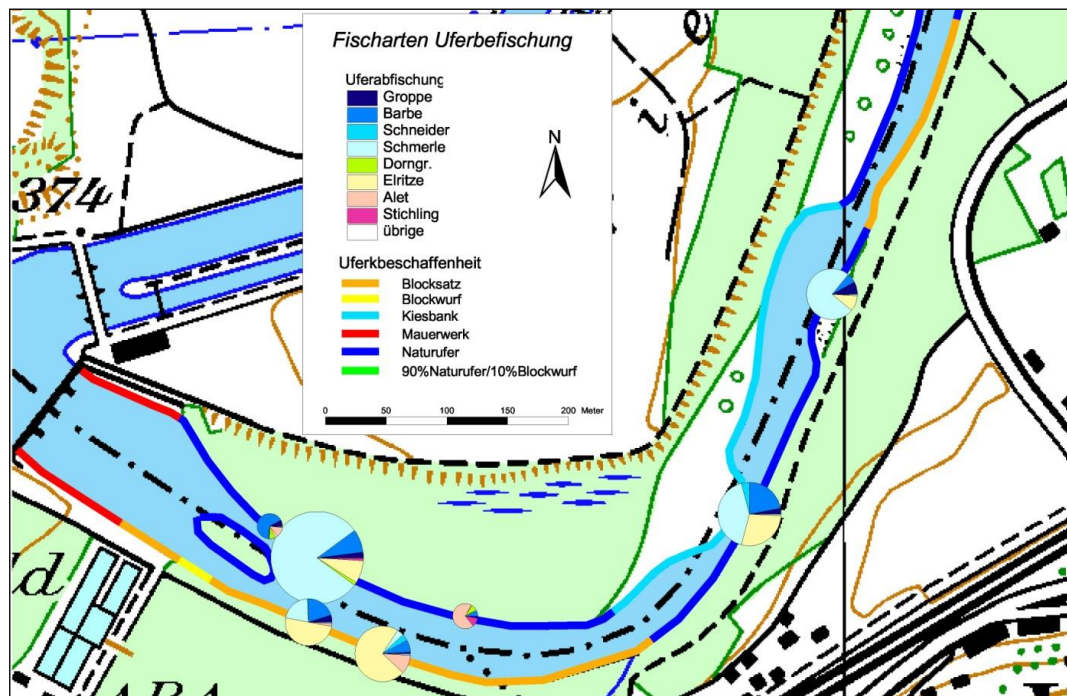 Fischarten Uferbefischung
Uferabfischung
Groppe
Barbe
Schneider
Schmerle
Dorngr.
Elritze
Alet
Stichling
übrige
N
Uferkbeschaffenheit
Blocksatz
Blockwurf
Kiesbank
Mauerwerk
Naturufer
90%Naturufer/10%Blockwurf
0 50 100 150 200 Meter
374
ld
ARA